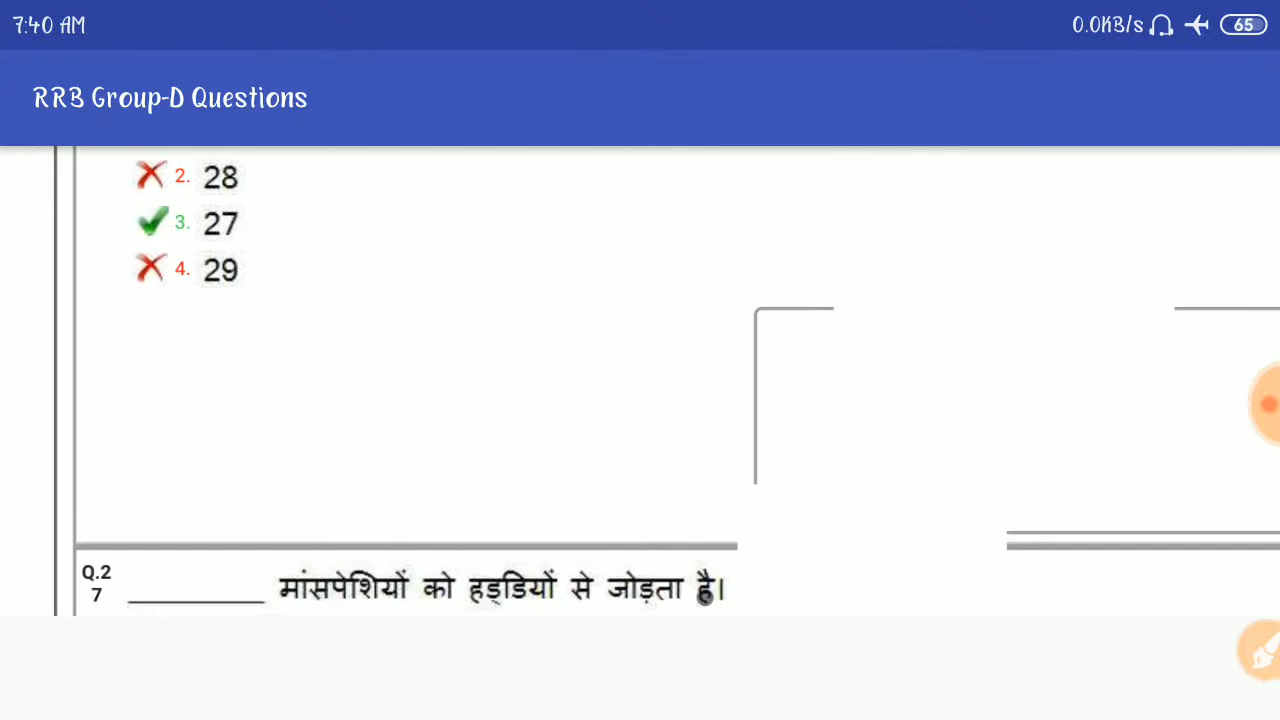 7:40 AM 0.0KB/s 65
RRB Group-D Questions
2. 28
3. 27
4. 29
Q.2
7 __________ मांसपेशियों को हड्डियों से जोड़ता है।